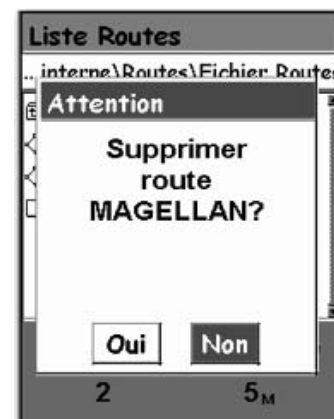 Liste Routes
..interne\Routes\Fichier Routes
Attention
Supprimer
route
MAGELLAN?
Oui Non
2 5M